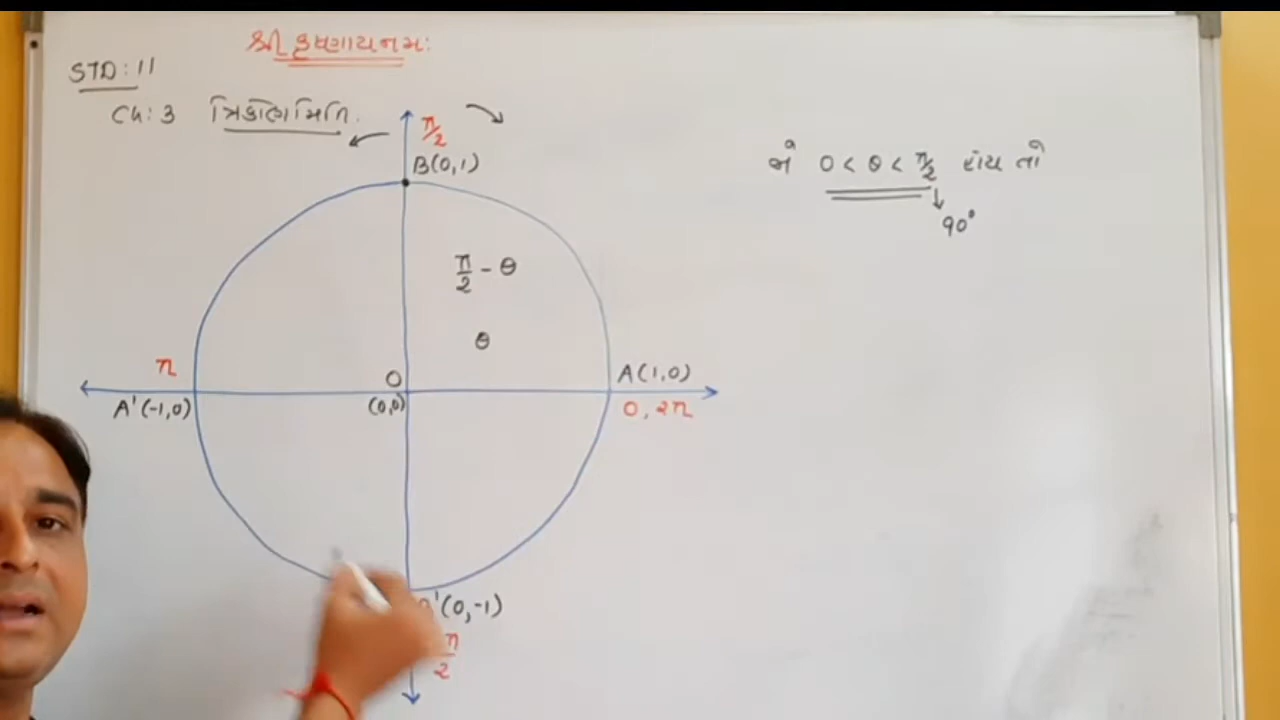 શ્રી કૃષ્ણાય નમઃ
STD: 11
Ch: 3 ત્રિકોણમિતિ.
π/2
B(0,1)
જો 0 < θ < π/2 હોય તો
90°
π/2 - θ
θ
π
O
A(1,0)
A'(-1,0)
(0,0)
0, 2π
'(0,-1)
π/2